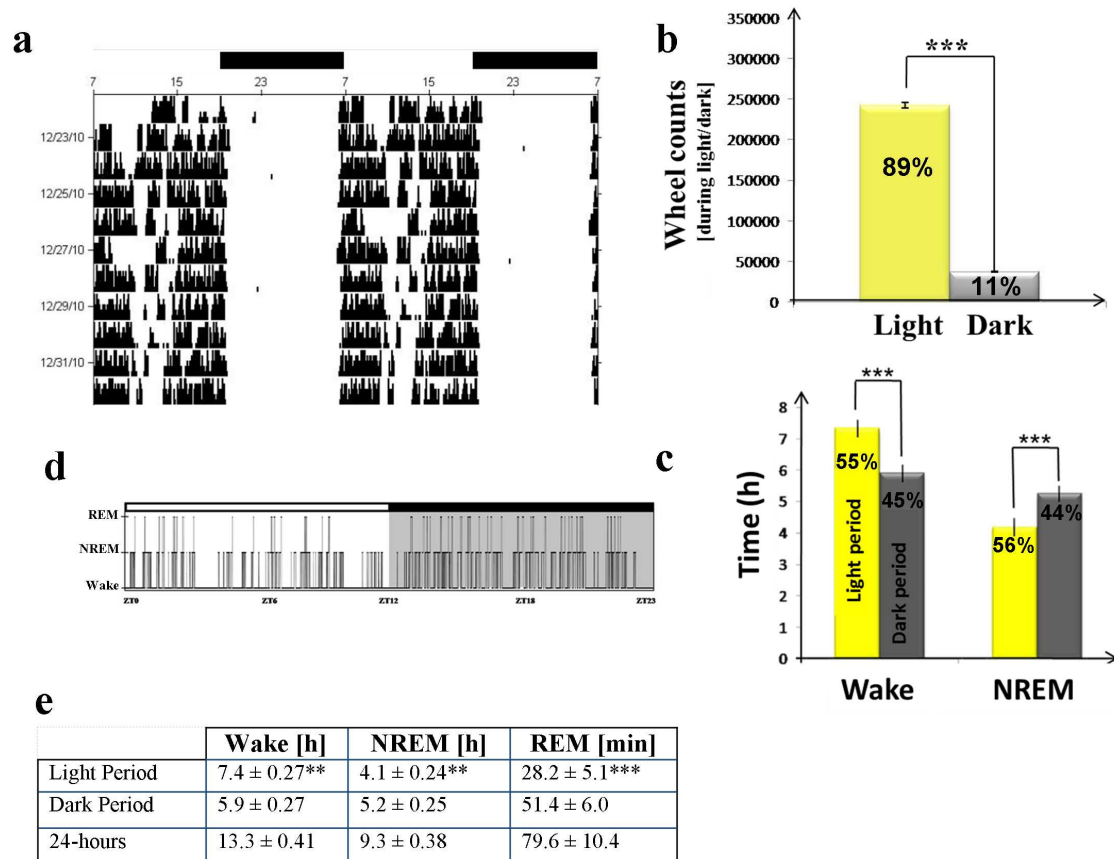 a
7 15 23 7 15 23 7
12/23/10
12/25/10
12/27/10
12/29/10
12/31/10
b
Wheel counts
[during light/dark]
350000
300000
250000
200000
150000
100000
50000
0
***
89%
11%
Light Dark
c
Time (h)
8
7
6
5
4
3
2
1
0
***
***
55%
45%
56%
44%
Light period
Dark period
Wake NREM
d
REM
NREM
Wake
ZT0 ZT6 ZT12 ZT18 ZT23
e
Wake [h] NREM [h] REM [min]
Light Period 7.4 ± 0.27** 4.1 ± 0.24** 28.2 ± 5.1***
Dark Period 5.9 ± 0.27 5.2 ± 0.25 51.4 ± 6.0
24-hours 13.3 ± 0.41 9.3 ± 0.38 79.6 ± 10.4